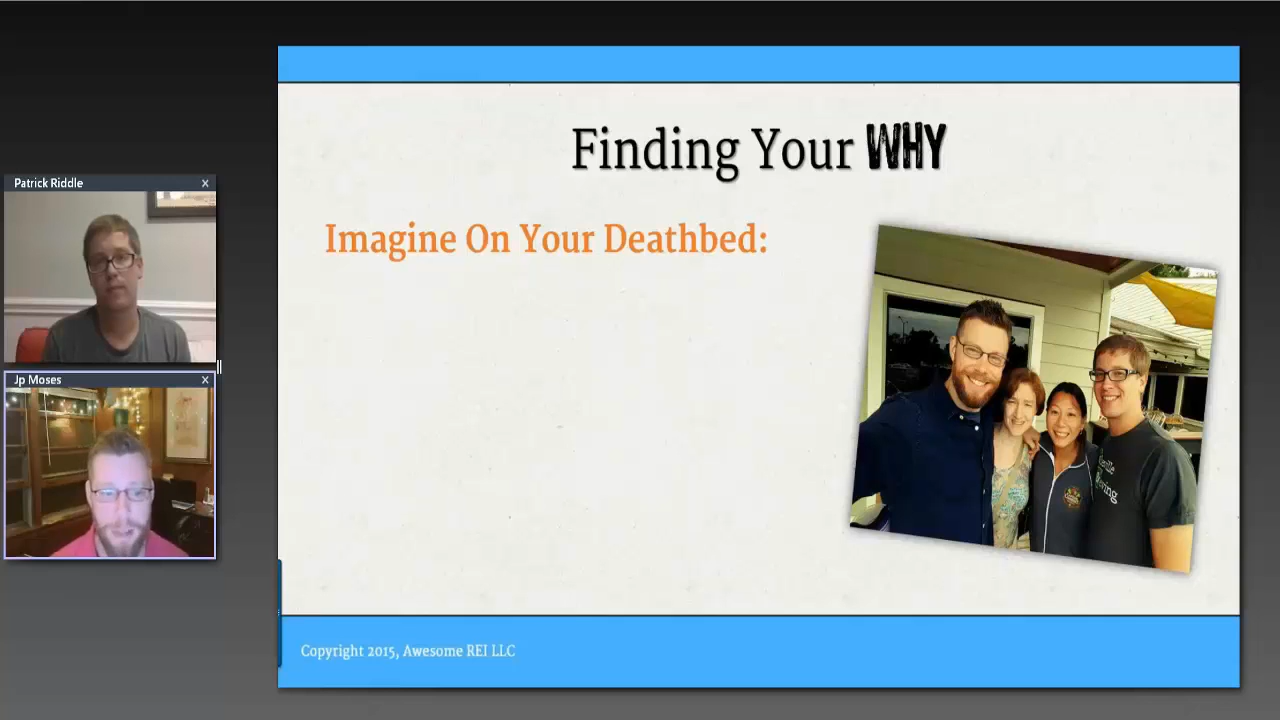 Finding Your WHY
Patrick Riddle
Imagine On Your Deathbed:
Jp Moses
Copyright 2015, Awesome REI LLC